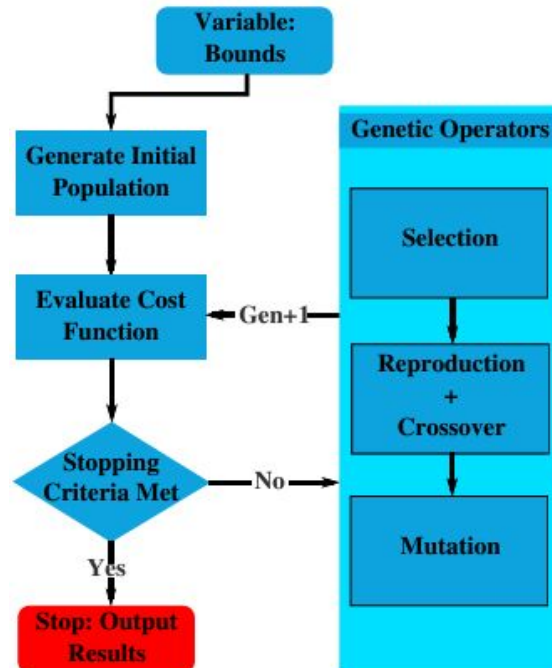 Variable:
Bounds
Generate Initial
Population
Evaluate Cost
Function
Stopping
Criteria Met
Yes
Stop: Output
Results
No
Gen+1
Genetic Operators
Selection
Reproduction
+
Crossover
Mutation